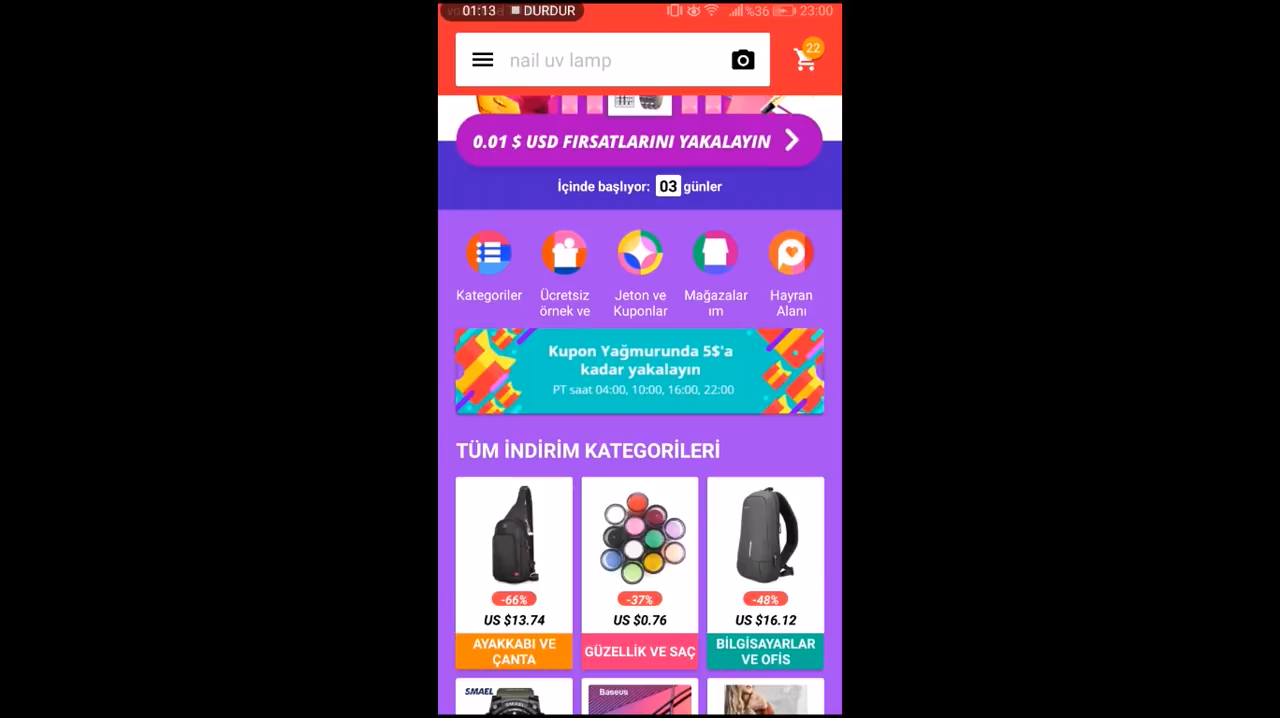 01:13 DURDUR
%36 23:00
nail uv lamp
22
0.01 $ USD FIRSATLARINI YAKALAYIN
İçinde başlıyor: 03 günler
Kategoriler
Ücretsiz
örnek ve
Jeton ve
Kuponlar
Mağazalar
ım
Hayran
Alanı
Kupon Yağmurunda 5$'a
kadar yakalayın
PT saat 04:00, 10:00, 16:00, 22:00
TÜM İNDİRİM KATEGORİLERİ
-66%
US $13.74
AYAKKABI VE
ÇANTA
-37%
US $0.76
GÜZELLİK VE SAÇ
-48%
US $16.12
BİLGİSAYARLAR
VE OFİS
SMAEL
SMAEL
Baseus